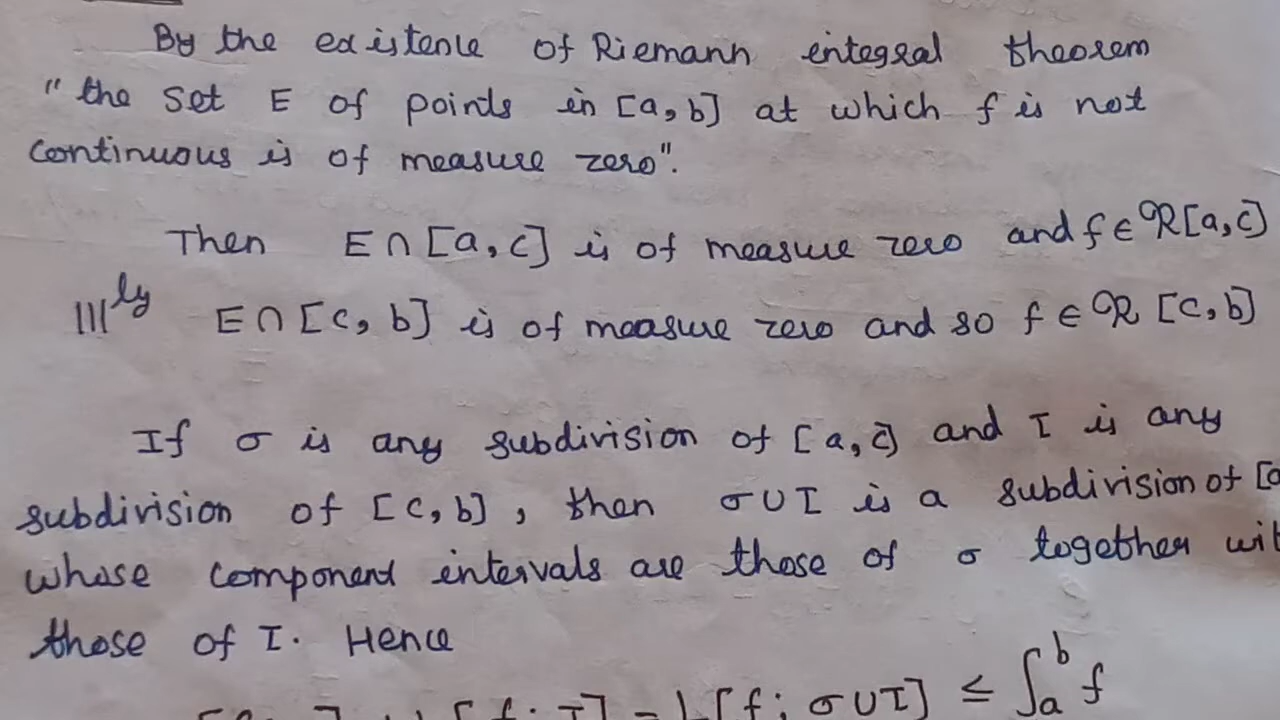 By the existence of Riemann integral theorem
"the set E of points in [a, b] at which f is not
continuous is of measure zero".
Then E ∩ [a, c] is of measure zero and f ∈ ℛ[a, c]
|||ly E ∩ [c, b] is of measure zero and so f ∈ ℛ [c, b]
If σ is any subdivision of [a, c] and I is any
subdivision of [c, b], then σ ∪ I is a subdivision of [a
whose component intervals are those of σ together wit
those of I. Hence
[f; σ ∪ I] ≤ ∫_a^b f